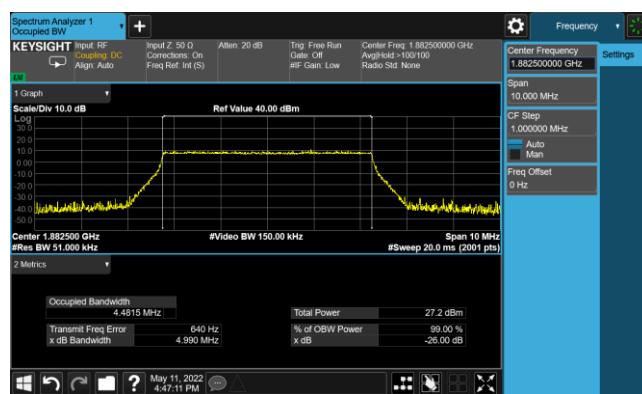 Spectrum Analyzer 1
Occupied BW
Frequency
KEYSIGHT Input: RF
Coupling: DC
Align: Auto
Input Z: 50 Ω
Corrections: On
Freq Ref: Int (S)
Atten: 20 dB
Trig: Free Run
Gate: Off
#IF Gain: Low
Center Freq: 1.882500000 GHz
Avg|Hold:>100/100
Radio Std: None
Center Frequency
1.882500000 GHz
Settings
Span
10.000 MHz
CF Step
1.000000 MHz
Auto
Man
Freq Offset
0 Hz
1 Graph
Scale/Div 10.0 dB
Ref Value 40.00 dBm
Log
30.0
20.0
10.0
0.00
-10.0
-20.0
-30.0
-40.0
-50.0
Center 1.882500 GHz
#Video BW 150.00 kHz
Span 10 MHz
#Res BW 51.000 kHz
#Sweep 20.0 ms (2001 pts)
2 Metrics
Occupied Bandwidth
4.4815 MHz
Total Power 27.2 dBm
Transmit Freq Error 640 Hz
% of OBW Power 99.00 %
x dB Bandwidth 4.990 MHz
x dB -26.00 dB
May 11, 2022
4:47:11 PM